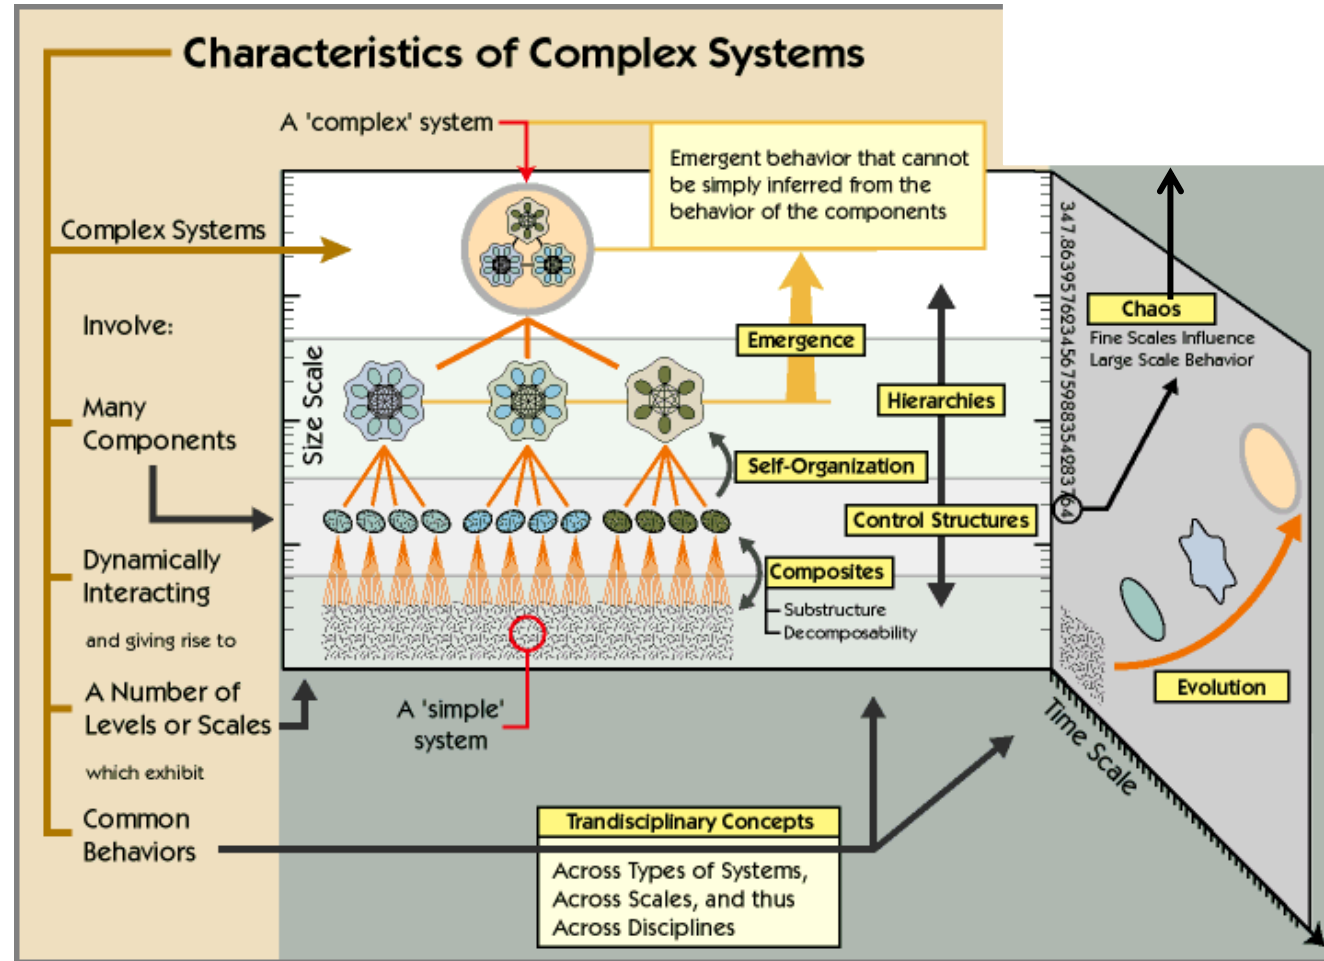 Characteristics of Complex Systems
A 'complex' system
Emergent behavior that cannot
be simply inferred from the
behavior of the components
Complex Systems
Involve:
Many
Components
Dynamically
Interacting
and giving rise to
A Number of
Levels or Scales
which exhibit
Common
Behaviors
Size Scale
Emergence
Hierarchies
Self-Organization
Control Structures
Composites
Substructure
Decomposability
A 'simple'
system
Trandisciplinary Concepts
Across Types of Systems,
Across Scales, and thus
Across Disciplines
347.86395762345675988354283764
Chaos
Fine Scales Influence
Large Scale Behavior
Evolution
Time Scale